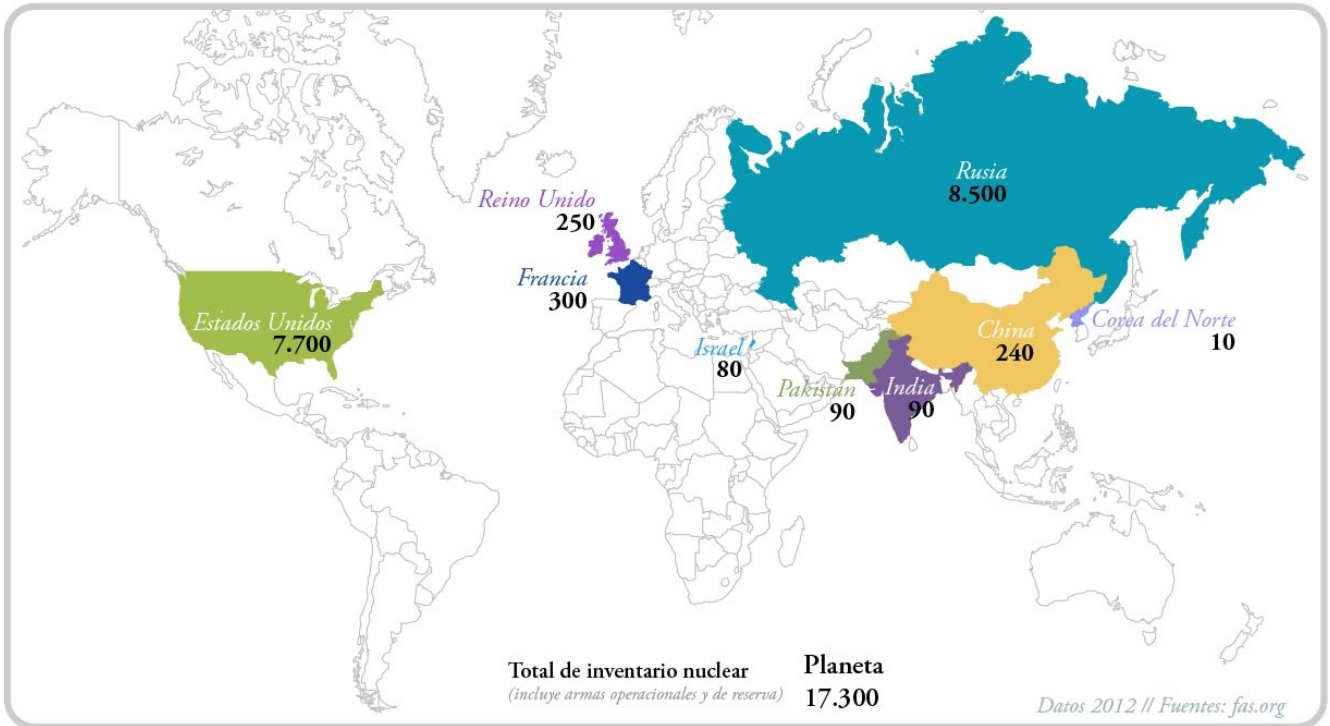 Rusia
8.500
Reino Unido
250
Francia
300
Estados Unidos
7.700
Israel
80
China
240
Corea del Norte
10
Pakistán
90
India
90
Total de inventario nuclear
(incluye armas operacionales y de reserva)
Planeta
17.300
Datos 2012 // Fuentes: fas.org